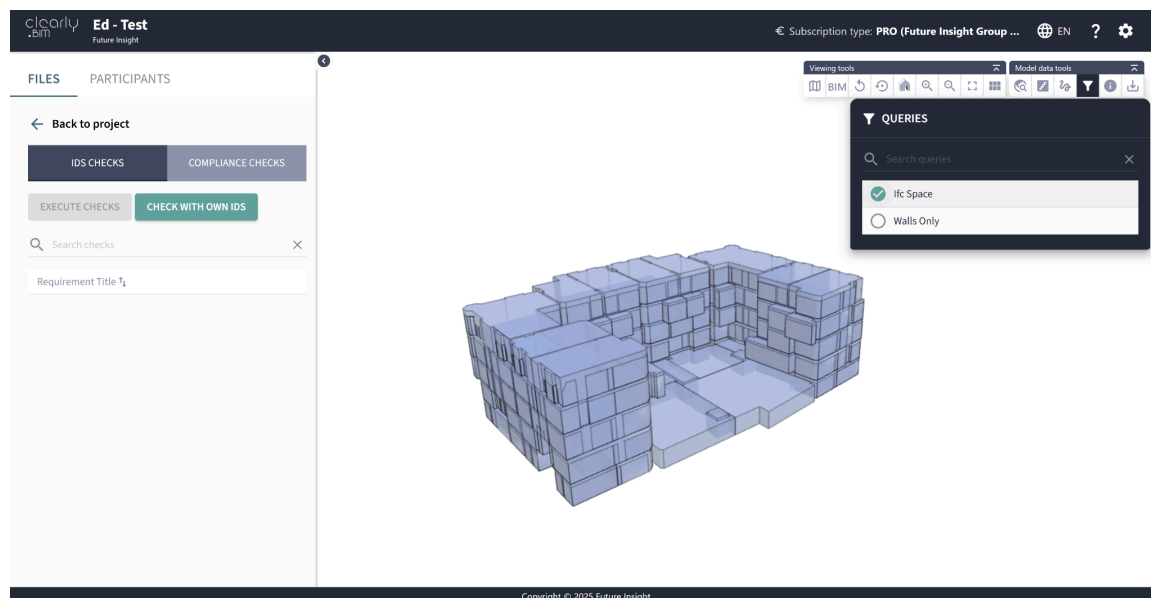 clearly
.BIM
Ed - Test
Future Insight
€ Subscription type: PRO (Future Insight Group ...
EN
?
FILES
PARTICIPANTS
Back to project
IDS CHECKS
COMPLIANCE CHECKS
EXECUTE CHECKS
CHECK WITH OWN IDS
Search checks
Requirement Title
Viewing tools
Model data tools
BIM
QUERIES
Search queries
Ifc Space
Walls Only
Copyright © 2025 Future Insight